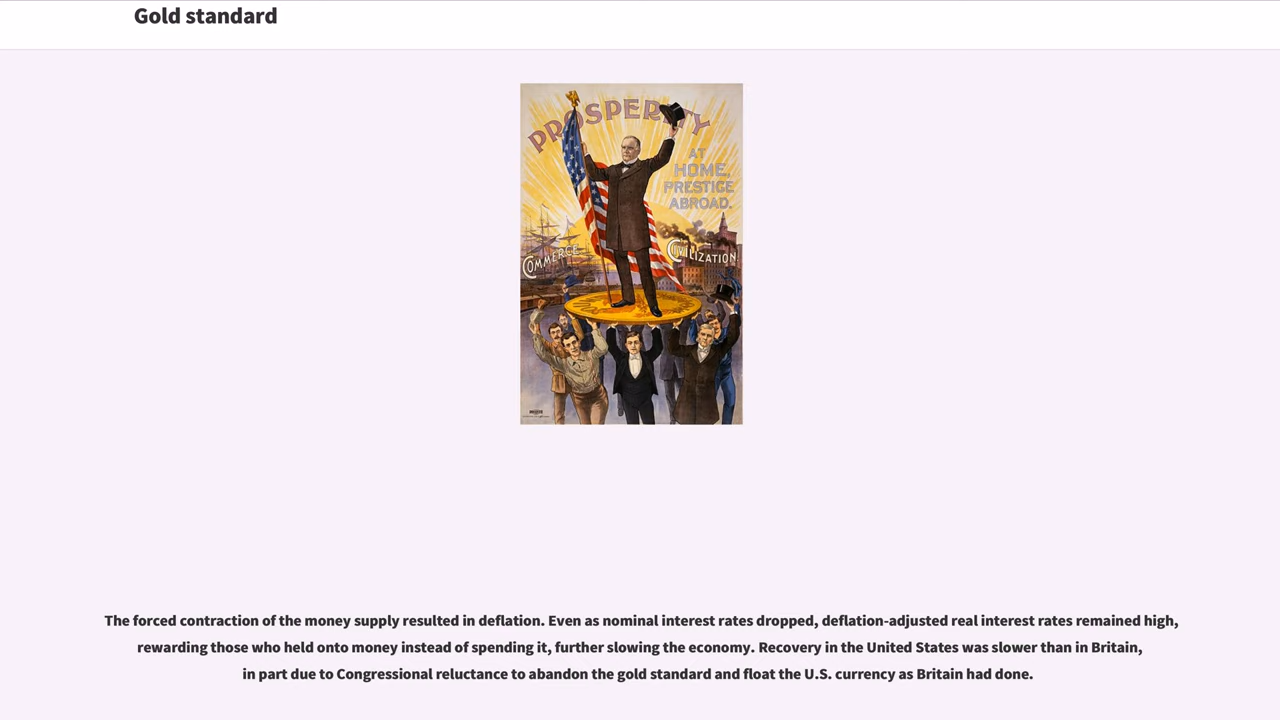 Gold standard
PROSPERITY
AT
HOME,
PRESTIGE
ABROAD.
COMMERCE
CIVILIZATION
The forced contraction of the money supply resulted in deflation. Even as nominal interest rates dropped, deflation-adjusted real interest rates remained high,
rewarding those who held onto money instead of spending it, further slowing the economy. Recovery in the United States was slower than in Britain,
in part due to Congressional reluctance to abandon the gold standard and float the U.S. currency as Britain had done.